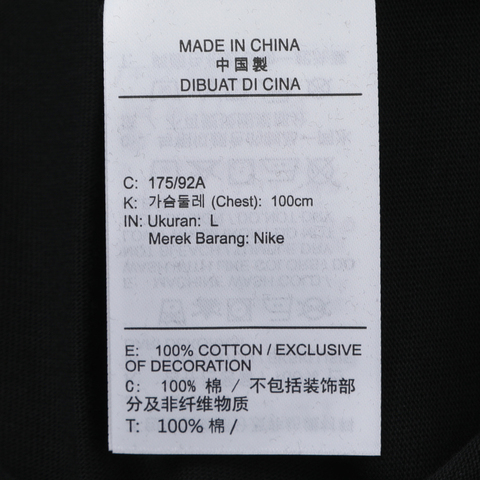 MADE IN CHINA
中国製
DIBUAT DI CINA
C: 175/92A
K: 가슴둘레 (Chest): 100cm
IN: Ukuran: L
Merek Barang: Nike
E: 100% COTTON / EXCLUSIVE
OF DECORATION
C: 100% 棉 / 不包括装饰部
分及非纤维物质
T: 100% 棉 /